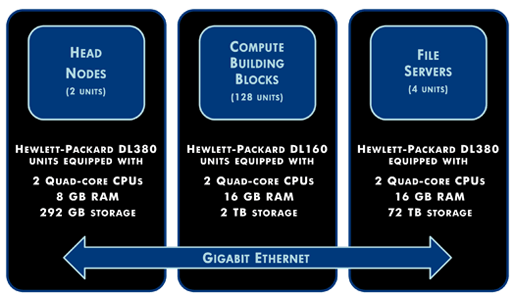 Head
Nodes
(2 units)
Hewlett-Packard DL380
units equipped with
2 Quad-core CPUs
8 GB RAM
292 GB storage
Compute
Building
Blocks
(128 units)
Hewlett-Packard DL160
units equipped with
2 Quad-core CPUs
16 GB RAM
2 TB storage
File
Servers
(4 units)
Hewlett-Packard DL380
equipped with
2 Quad-core CPUs
16 GB RAM
72 TB storage
Gigabit Ethernet